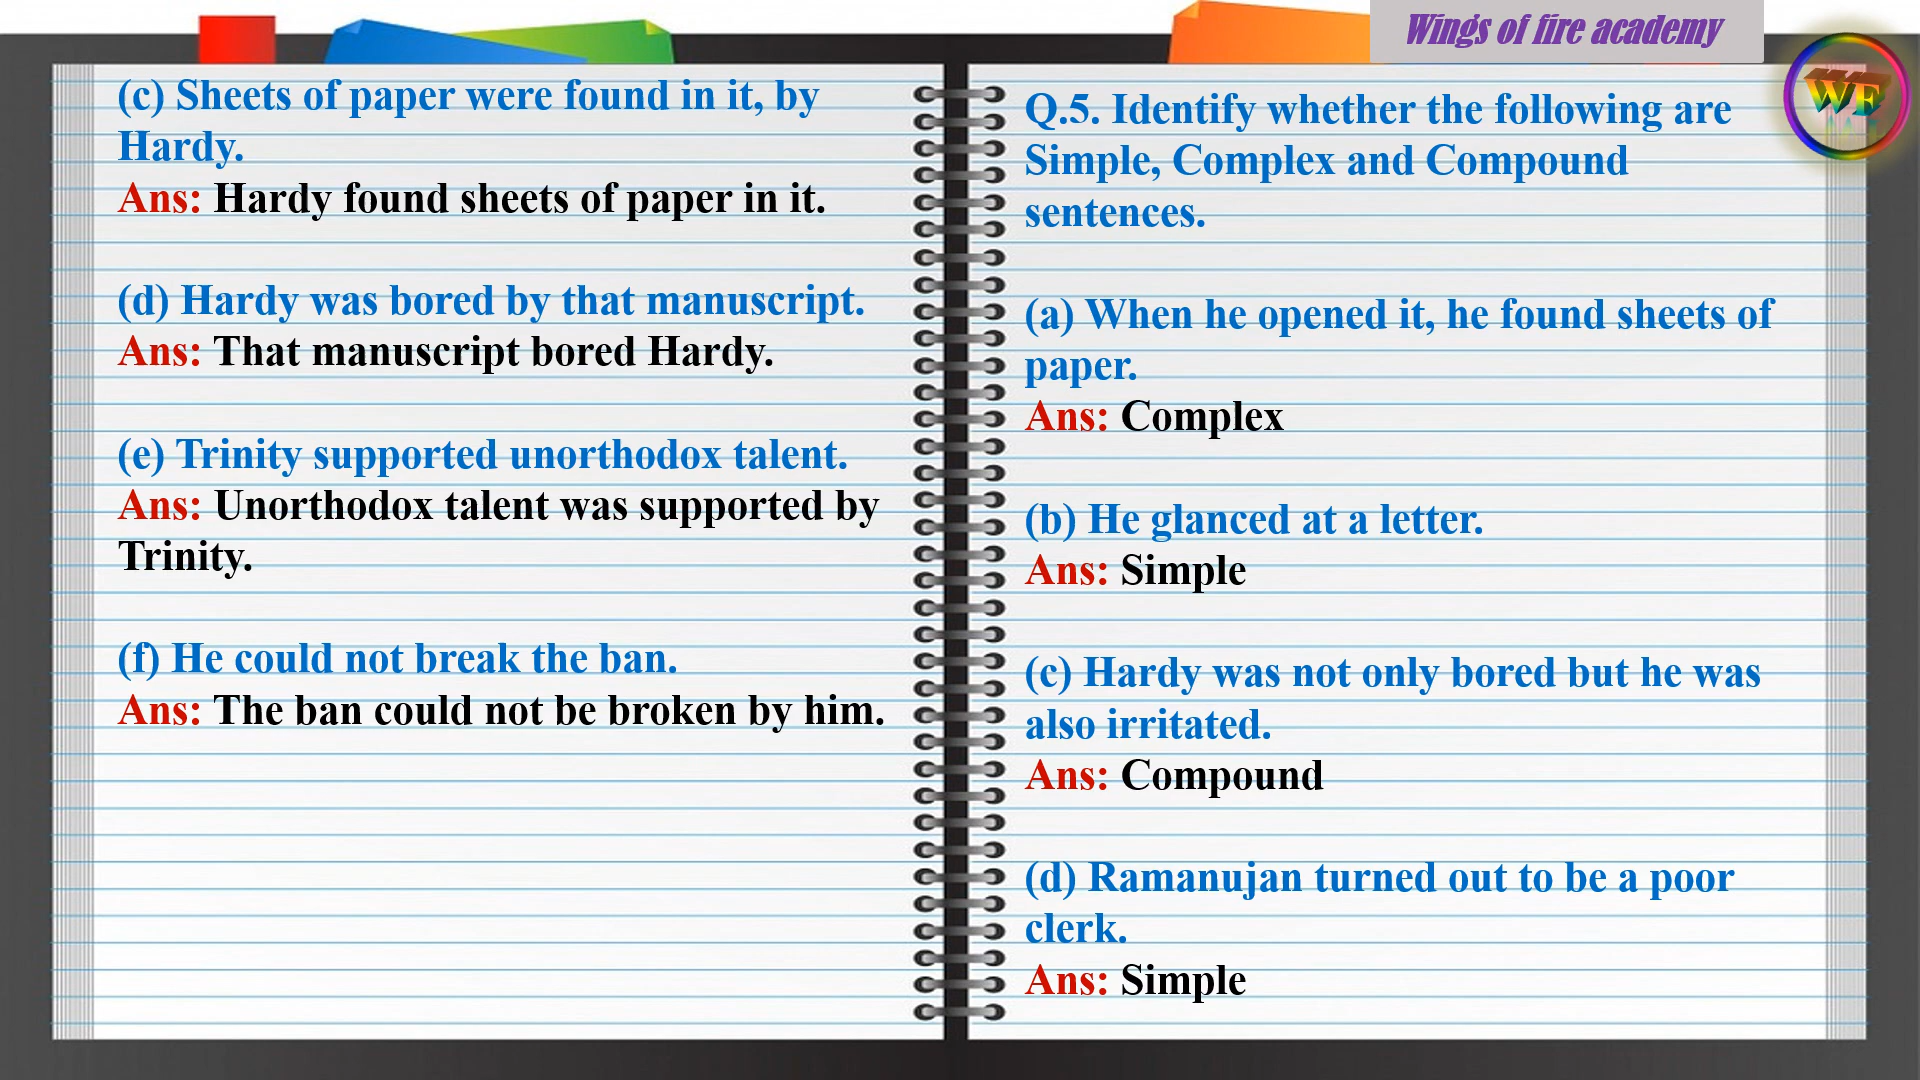 Wings of fire academy
WF
(c) Sheets of paper were found in it, by
Hardy.
Ans: Hardy found sheets of paper in it.
(d) Hardy was bored by that manuscript.
Ans: That manuscript bored Hardy.
(e) Trinity supported unorthodox talent.
Ans: Unorthodox talent was supported by
Trinity.
(f) He could not break the ban.
Ans: The ban could not be broken by him.
Q.5. Identify whether the following are
Simple, Complex and Compound
sentences.
(a) When he opened it, he found sheets of
paper.
Ans: Complex
(b) He glanced at a letter.
Ans: Simple
(c) Hardy was not only bored but he was
also irritated.
Ans: Compound
(d) Ramanujan turned out to be a poor
clerk.
Ans: Simple